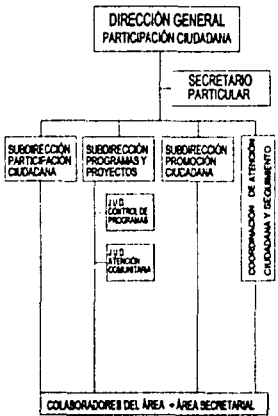 DIRECCIÓN GENERAL
PARTICIPACIÓN CIUDADANA
SECRETARIO
PARTICULAR
SUBDIRECCIÓN
PARTICIPACIÓN
CIUDADANA
SUBDIRECCIÓN
PROGRAMAS Y
PROYECTOS
SUBDIRECCIÓN
PROMOCIÓN
CIUDADANA
COORDINACIÓN DE ATENCIÓN
CIUDADANA Y SEGUIMIENTO
J.U.D.
CONTROL DE
PROGRAMAS
J.U.D.
ATENCIÓN
COMUNITARIA
COLABORADORES DEL ÁREA + ÁREA SECRETARIAL